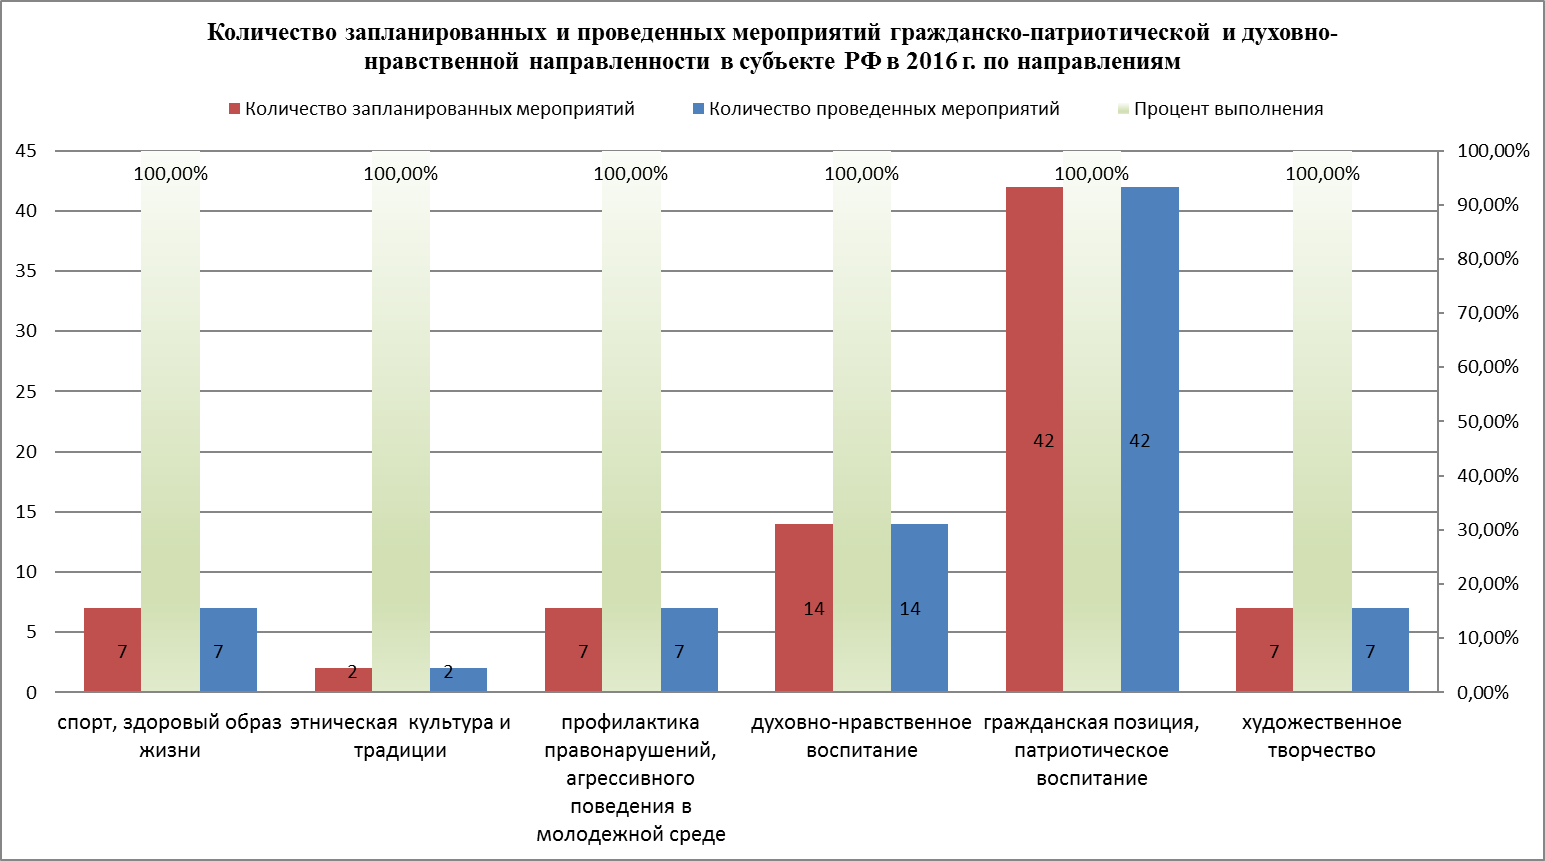 Количество запланированных и проведенных мероприятий гражданско-патриотической и духовно-
нравственной направленности в субъекте РФ в 2016 г. по направлениям
Количество запланированных мероприятий
Количество проведенных мероприятий
Процент выполнения
45
40
35
30
25
20
15
10
5
0
100,00%
100,00%
100,00%
100,00%
100,00%
100,00%
7
7
2
2
7
7
14
14
42
42
7
7
100,00%
90,00%
80,00%
70,00%
60,00%
50,00%
40,00%
30,00%
20,00%
10,00%
0,00%
спорт, здоровый образ
жизни
этническая культура и
традиции
профилактика
правонарушений,
агрессивного
поведения в
молодежной среде
духовно-нравственное
воспитание
гражданская позиция,
патриотическое
воспитание
художественное
творчество